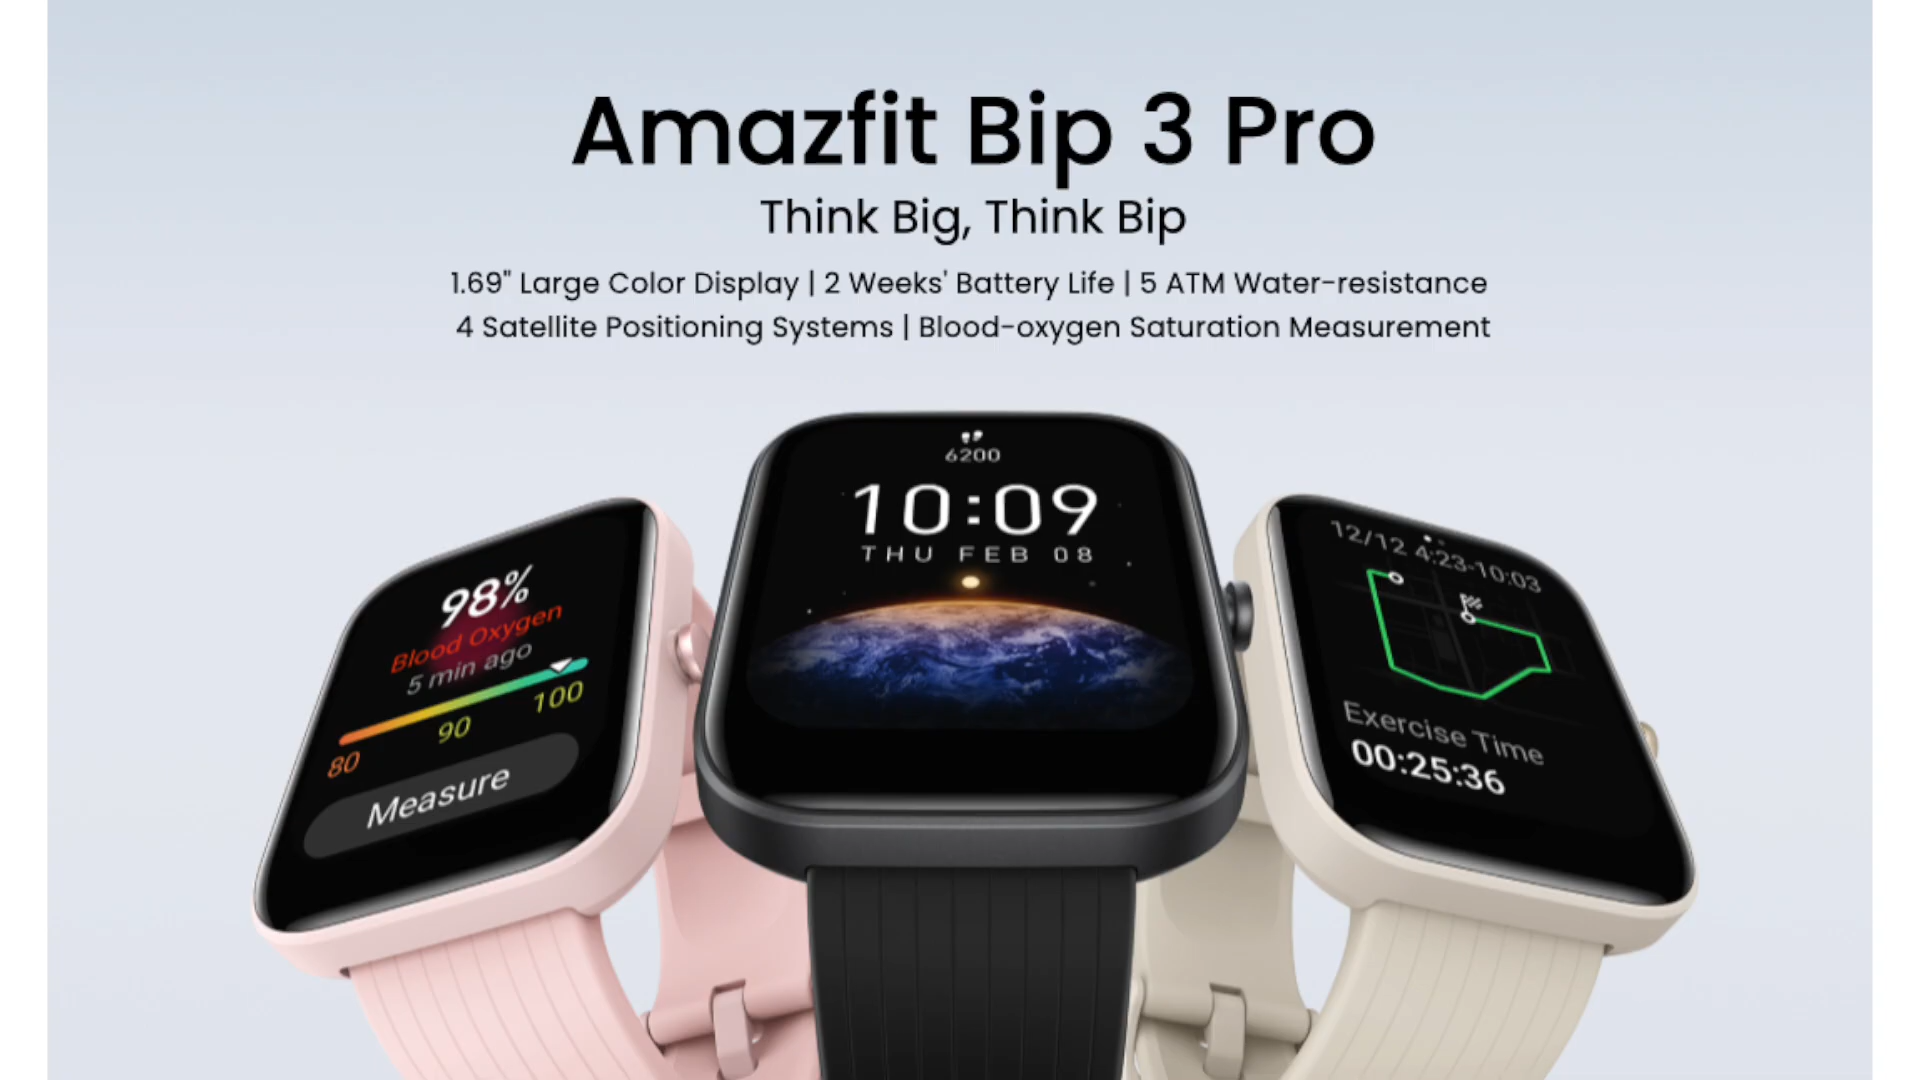 Amazfit Bip 3 Pro
Think Big, Think Bip
1.69" Large Color Display | 2 Weeks' Battery Life | 5 ATM Water-resistance
4 Satellite Positioning Systems | Blood-oxygen Saturation Measurement
98%
Blood Oxygen
5 min ago
80 90 100
Measure
6200
10:09
THU FEB 08
12/12 4:23-10:03
Exercise Time
00:25:36